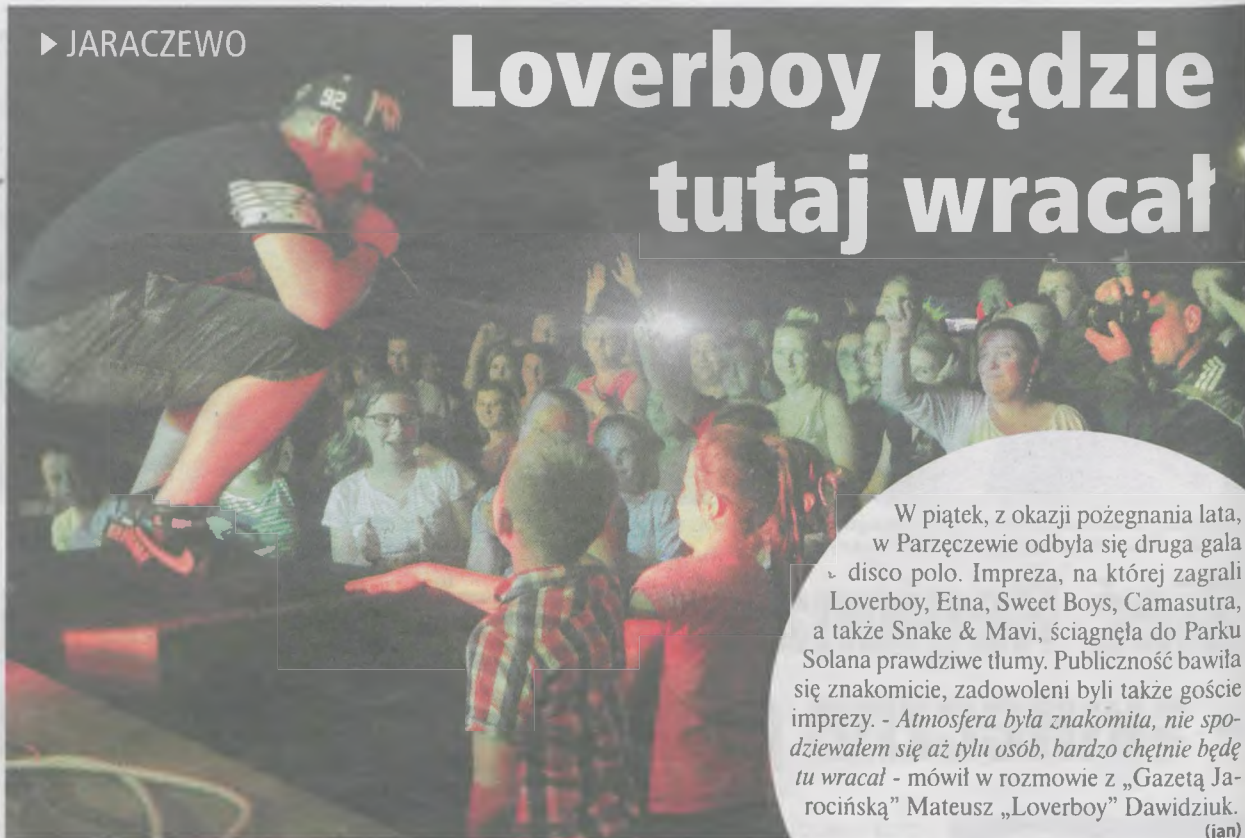 ▶ JARACZEWO
Loverboy będzie
tutaj wracał
92
W piątek, z okazji pożegnania lata,
w Parzęczewie odbyła się druga gala
disco polo. Impreza, na której zagrali
Loverboy, Etna, Sweet Boys, Camasutra,
a także Snake & Mavi, ściągnęła do Parku
Solana prawdziwe tłumy. Publiczność bawiła
się znakomicie, zadowoleni byli także goście
imprezy. - Atmosfera była znakomita, nie spo-
dziewałem się aż tylu osób, bardzo chętnie będę
tu wracał - mówił w rozmowie z „Gazetą Ja-
rocińską” Mateusz „Loverboy” Dawidziuk.
(jan)